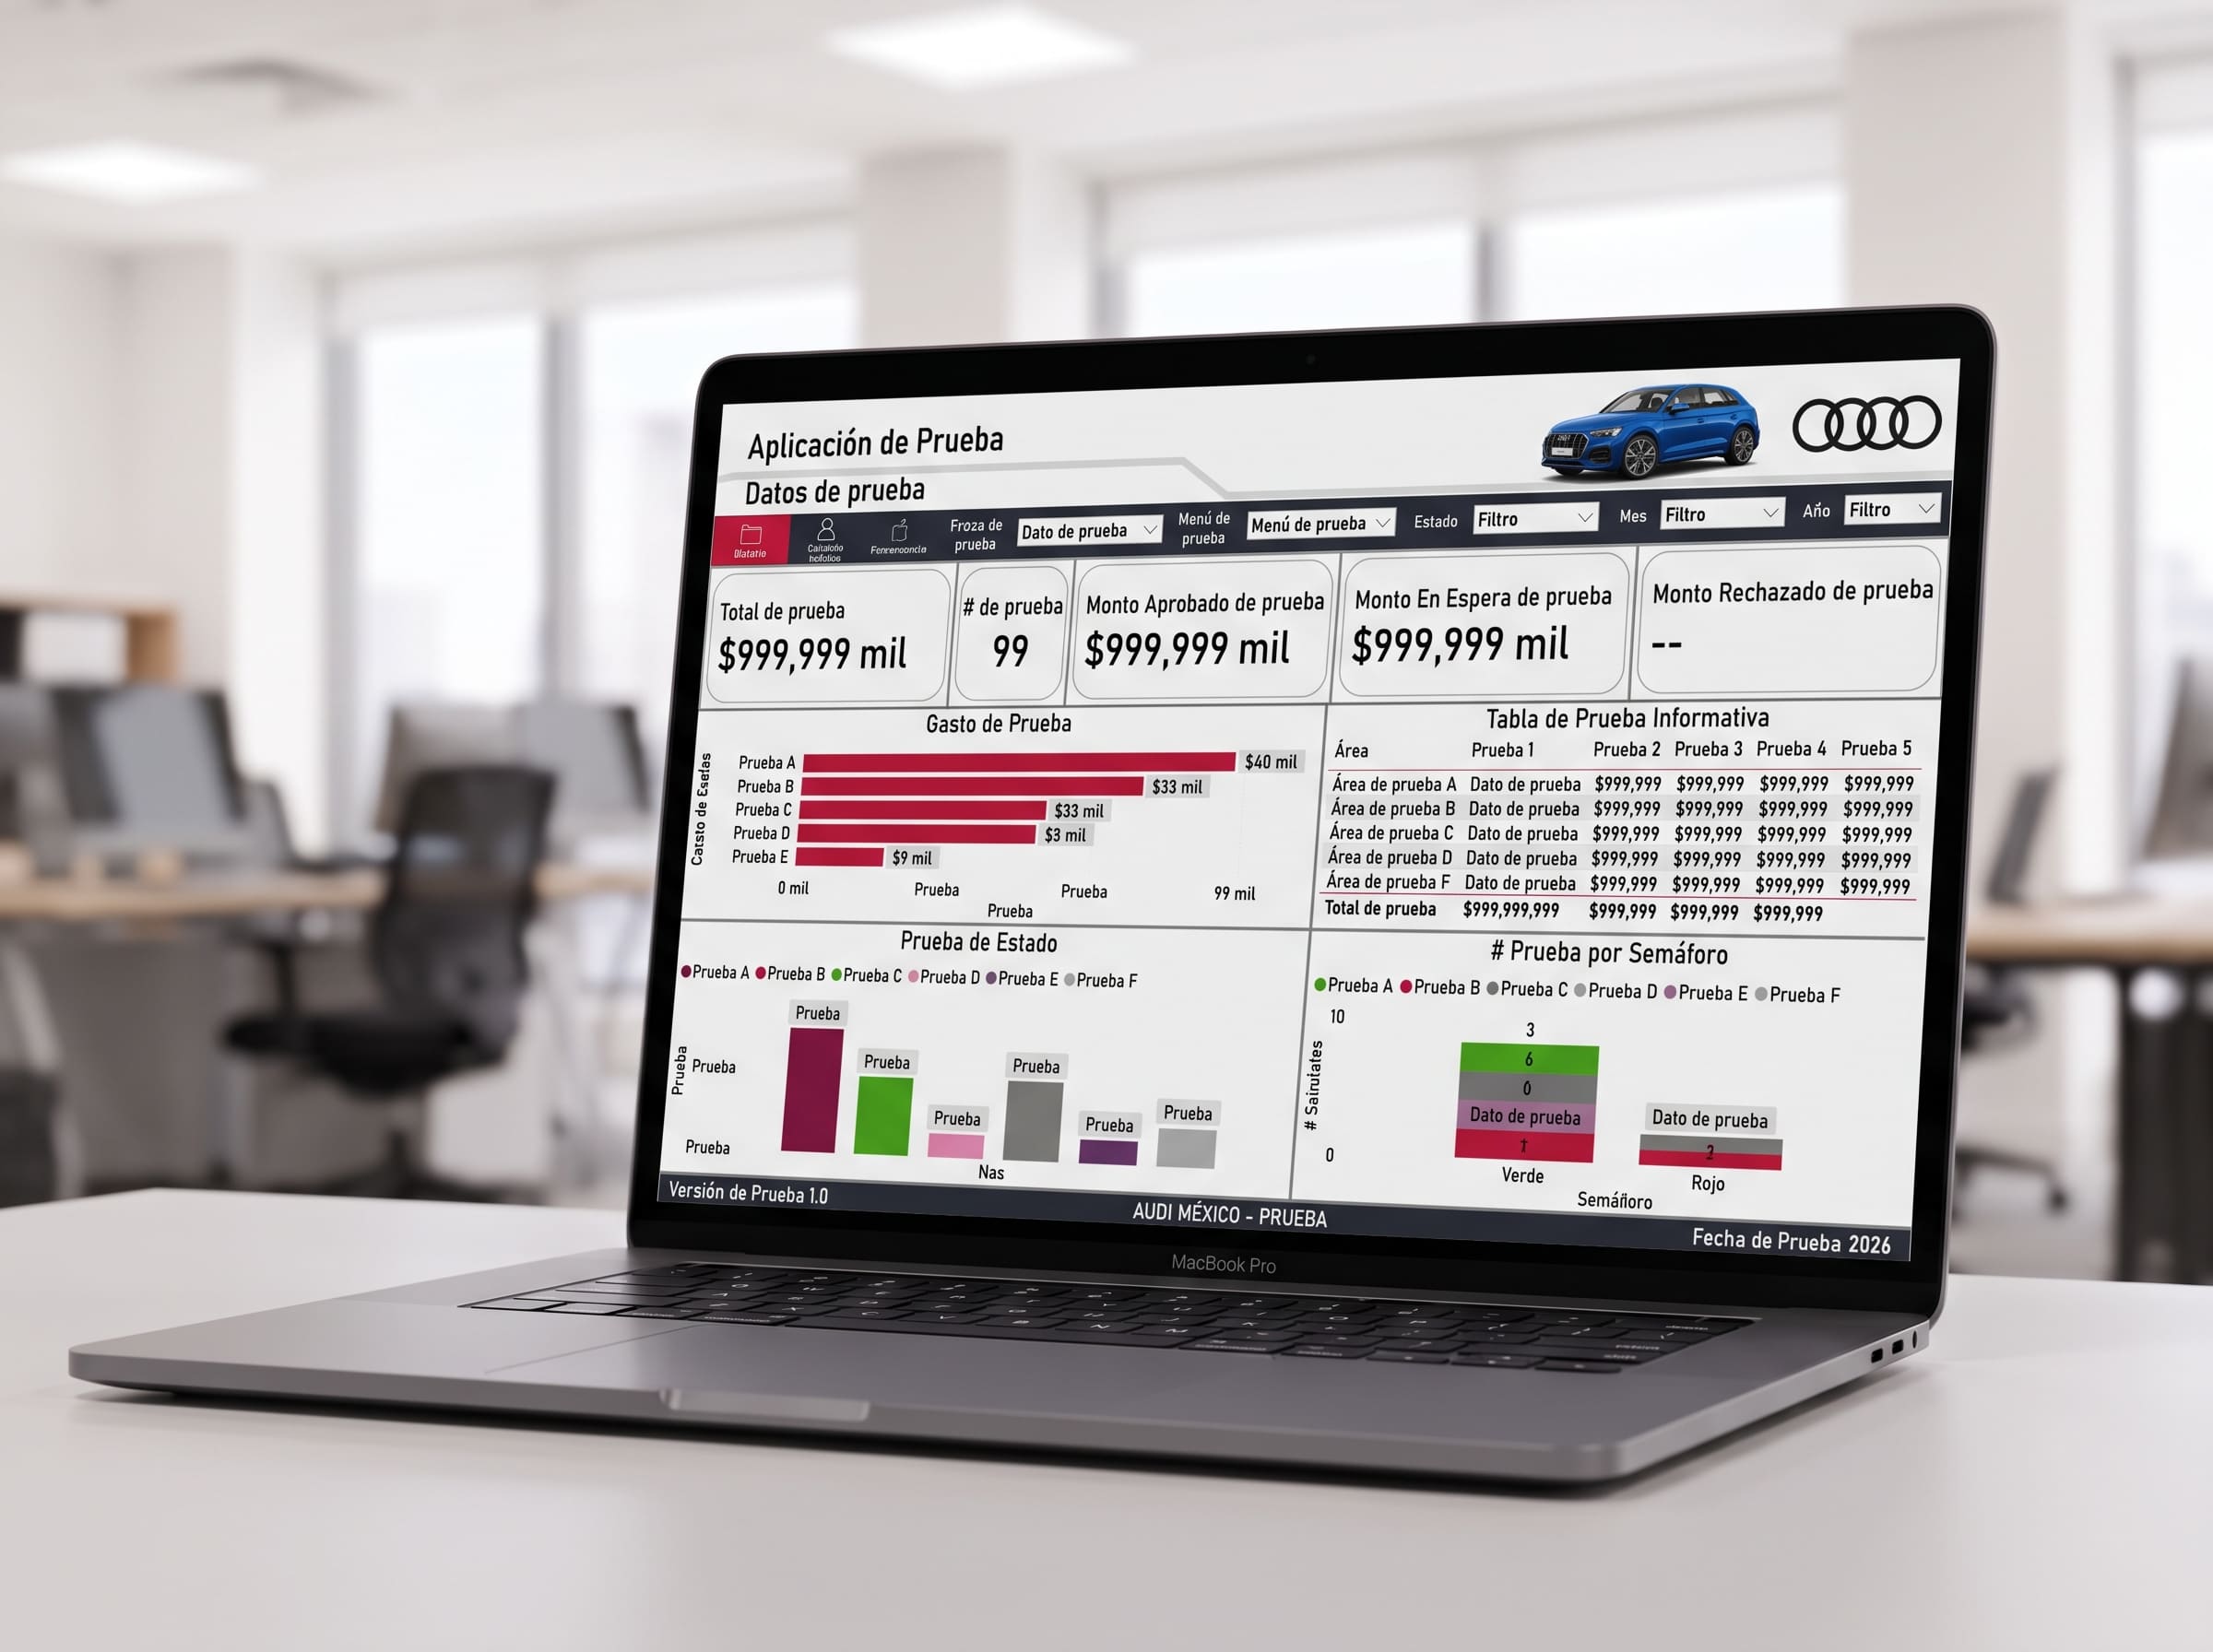 Aplicación de Prueba
Datos de prueba
Froza de prueba
Dato de prueba
Menú de prueba
Menú de prueba
Estado
Filtro
Mes
Filtro
Año
Filtro
Total de prueba
$999,999 mil
# de prueba
99
Monto Aprobado de prueba
$999,999 mil
Monto En Espera de prueba
$999,999 mil
Monto Rechazado de prueba
--
Gasto de Prueba
Catsto de Esetas
Prueba A $40 mil
Prueba B $33 mil
Prueba C $33 mil
Prueba D $3 mil
Prueba E $9 mil
0 mil Prueba Prueba 99 mil
Prueba
Tabla de Prueba Informativa
Área Prueba 1 Prueba 2 Prueba 3 Prueba 4 Prueba 5
Área de prueba A Dato de prueba $999,999 $999,999 $999,999 $999,999
Área de prueba B Dato de prueba $999,999 $999,999 $999,999 $999,999
Área de prueba C Dato de prueba $999,999 $999,999 $999,999 $999,999
Área de prueba D Dato de prueba $999,999 $999,999 $999,999 $999,999
Área de prueba F Dato de prueba $999,999 $999,999 $999,999 $999,999
Total de prueba $999,999,999 $999,999 $999,999 $999,999
Prueba de Estado
Prueba A Prueba B Prueba C Prueba D Prueba E Prueba F
Prueba
Prueba
Prueba
Prueba
Prueba
Prueba
Prueba
Prueba
Prueba
Nas
# Prueba por Semáforo
Prueba A Prueba B Prueba C Prueba D Prueba E Prueba F
# Sairutates
10
0
3
6
0
Dato de prueba
1
Verde
Dato de prueba
2
Rojo
Versión de Prueba 1.0
AUDI MÉXICO - PRUEBA
Fecha de Prueba 2026
MacBook Pro